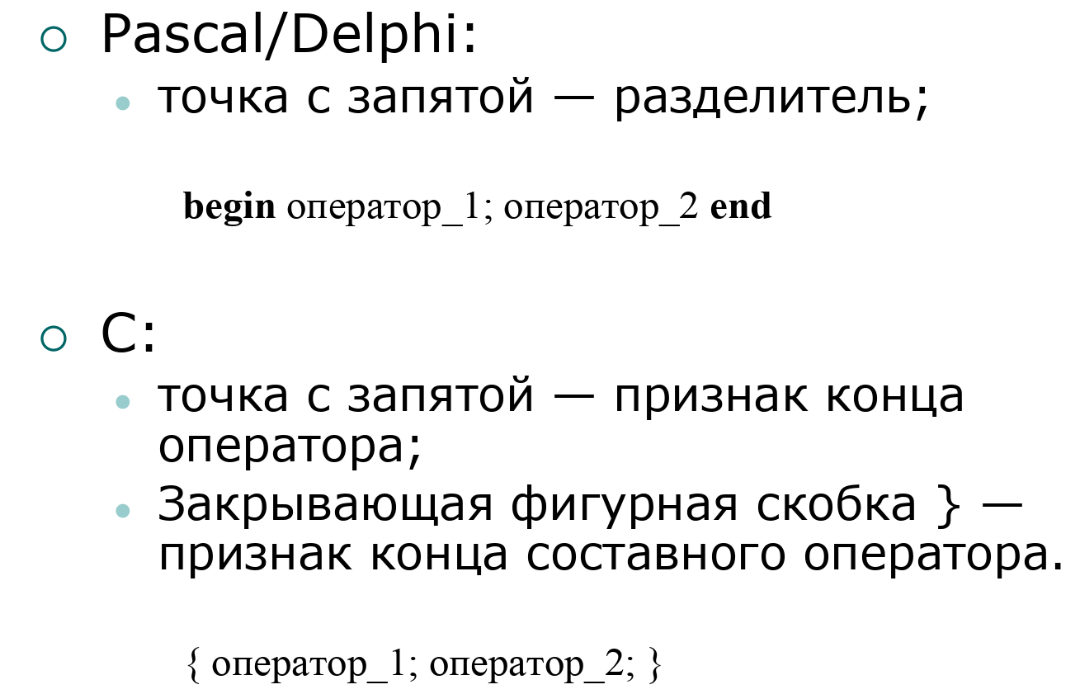 Pascal/Delphi:
точка с запятой — разделитель;
begin оператор_1; оператор_2 end
C:
точка с запятой — признак конца
оператора;
Закрывающая фигурная скобка } —
признак конца составного оператора.
{ оператор_1; оператор_2; }